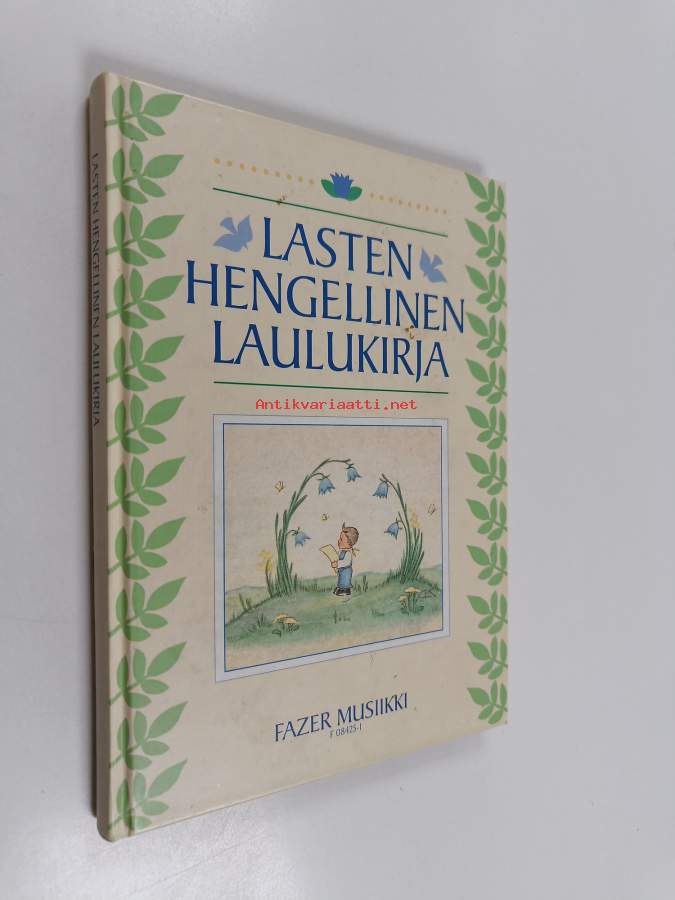 LASTEN HENGELLINEN LAULUKIRJA
LASTEN
HENGELLINEN
LAULUKIRJA
Antikvariaatti.net
FAZER MUSIIKKI
F 08425-1